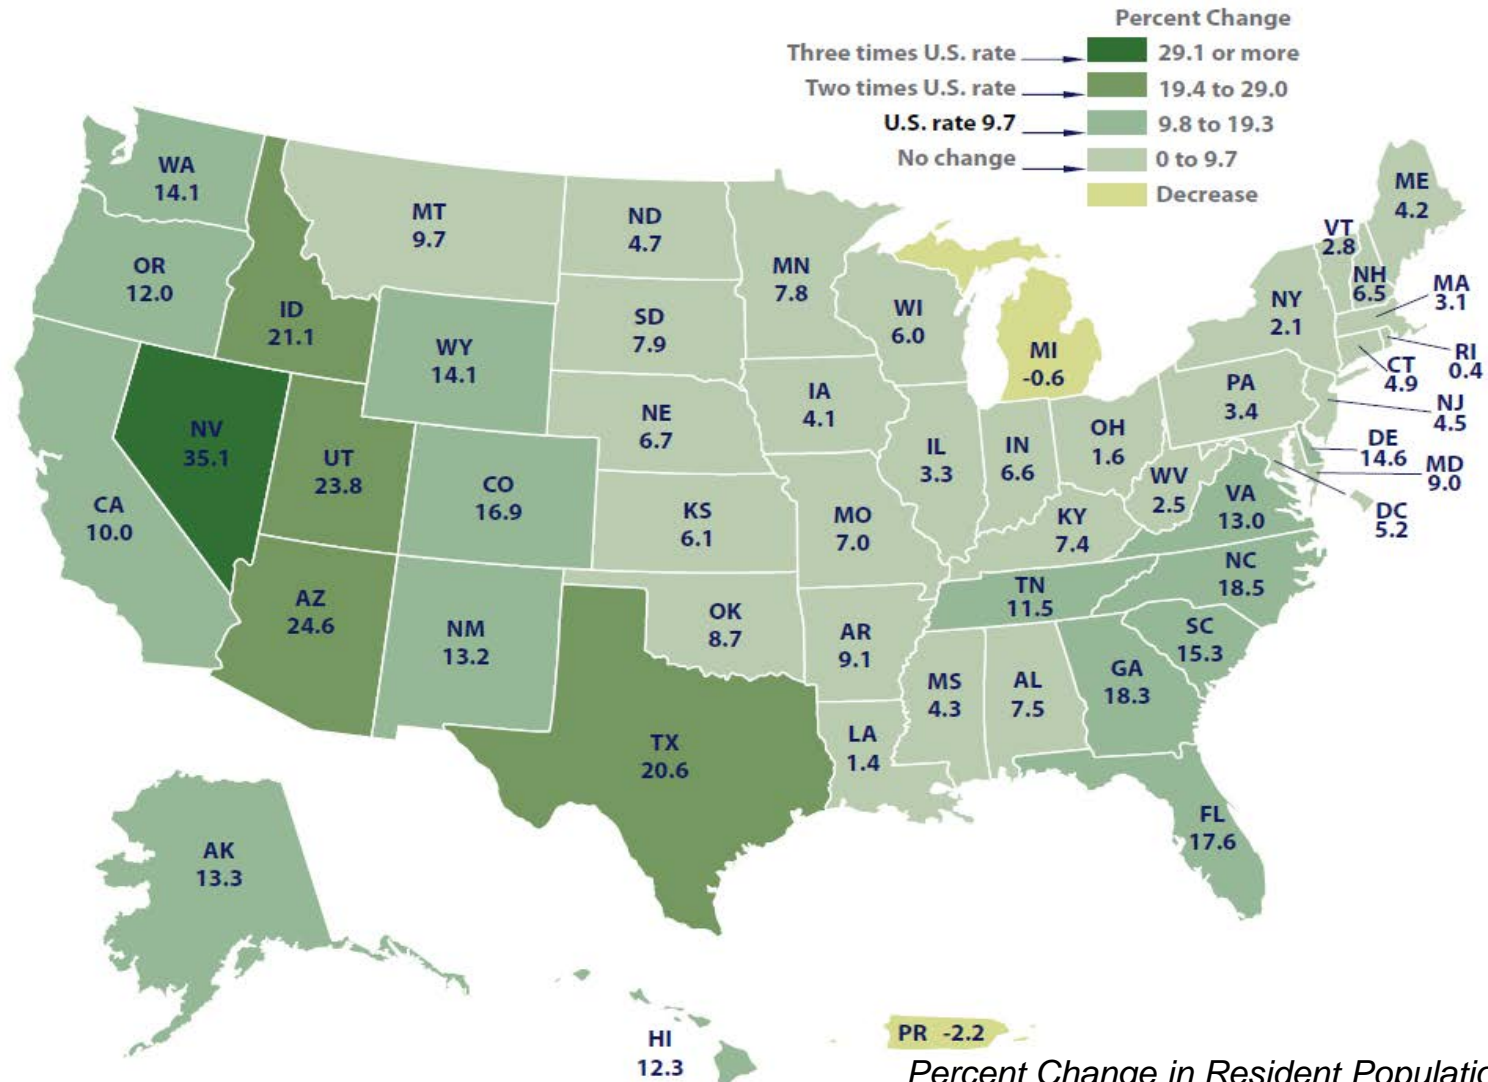 Percent Change
Three times U.S. rate 29.1 or more
Two times U.S. rate 19.4 to 29.0
U.S. rate 9.7 9.8 to 19.3
No change 0 to 9.7
Decrease
WA
14.1
OR
12.0
CA
10.0
ID
21.1
NV
35.1
MT
9.7
WY
14.1
UT
23.8
CO
16.9
AZ
24.6
NM
13.2
ND
4.7
SD
7.9
NE
6.7
KS
6.1
OK
8.7
TX
20.6
MN
7.8
IA
4.1
MO
7.0
AR
9.1
LA
1.4
WI
6.0
IL
3.3
MI
-0.6
IN
6.6
OH
1.6
KY
7.4
TN
11.5
MS
4.3
AL
7.5
GA
18.3
FL
17.6
SC
15.3
NC
18.5
VA
13.0
WV
2.5
PA
3.4
NY
2.1
VT
2.8
NH
6.5
ME
4.2
MA
3.1
RI
0.4
CT
4.9
NJ
4.5
DE
14.6
MD
9.0
DC
5.2
AK
13.3
HI
12.3
PR -2.2
Percent Change in Resident Populatio